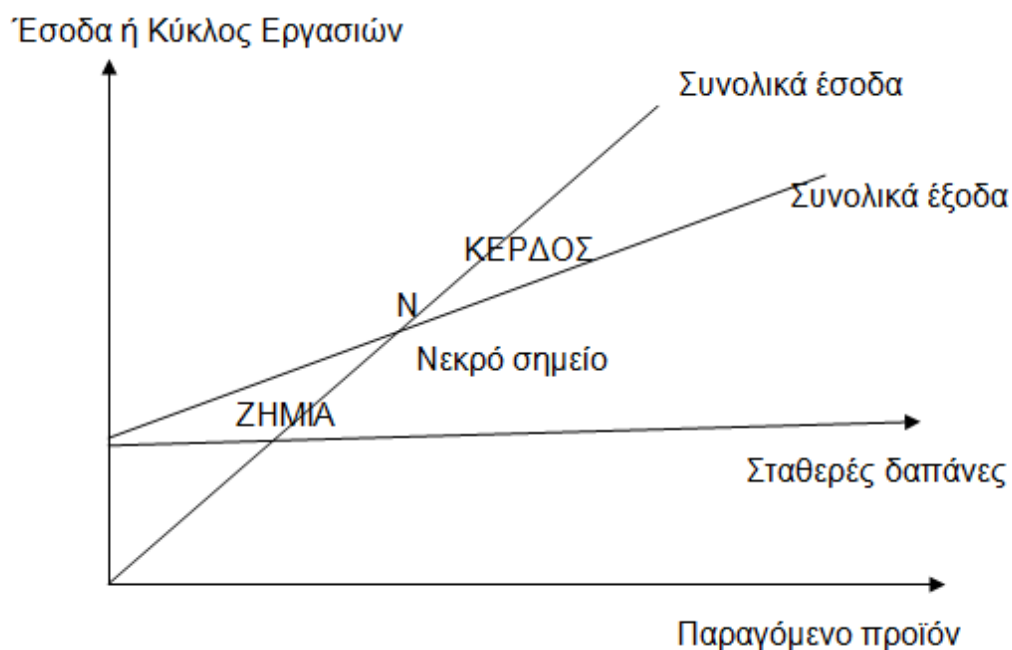 Έσοδα ή Κύκλος Εργασιών
Συνολικά έσοδα
Συνολικά έξοδα
ΚΕΡΔΟΣ
Ν
Νεκρό σημείο
ΖΗΜΙΑ
Σταθερές δαπάνες
Παραγόμενο προϊόν